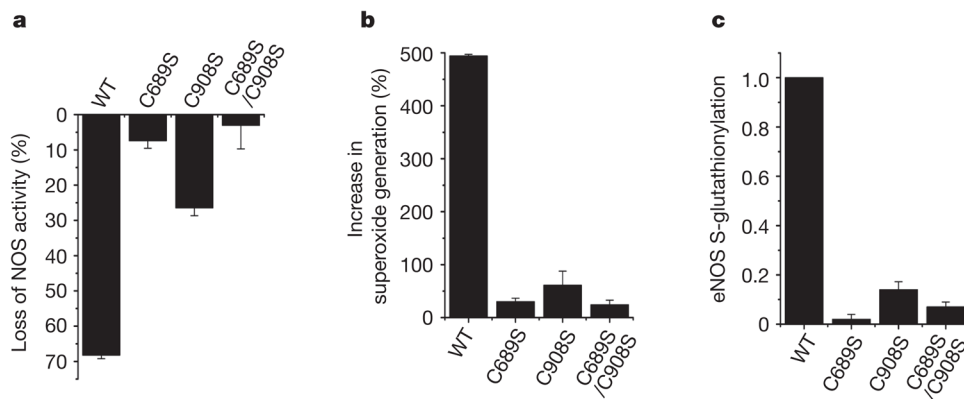 a
Loss of NOS activity (%)
WT
C689S
C908S
C689S
/C908S
0
10
20
30
40
50
60
70
b
Increase in
superoxide generation (%)
500
400
300
200
100
50
0
WT
C689S
C908S
C689S
/C908S
c
eNOS S-glutathionylation
1.0
0.8
0.6
0.4
0.2
0
WT
C689S
C908S
C689S
/C908S